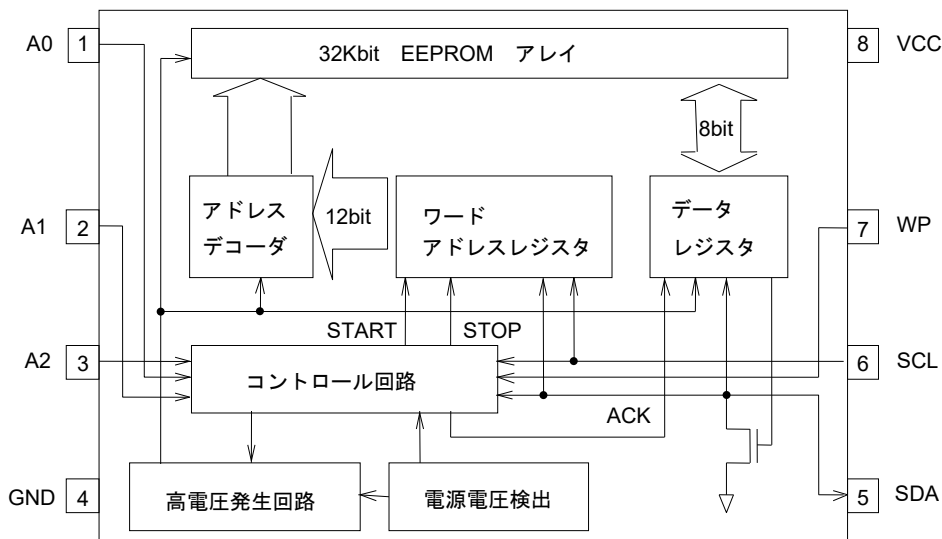 A0 1
32Kbit EEPROM アレイ
8 VCC
8bit
A1 2
アドレス
デコーダ
12bit
ワード
アドレスレジスタ
データ
レジスタ
7 WP
START
STOP
A2 3
コントロール回路
6 SCL
ACK
GND 4
高電圧発生回路
電源電圧検出
5 SDA